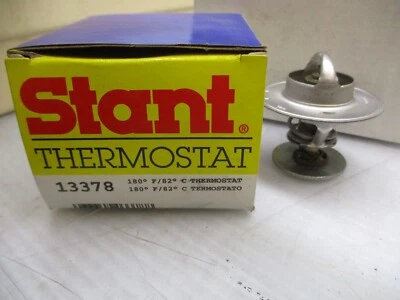 Stant®
THERMOSTAT
13378
180° F/82° C THERMOSTAT
180° F/82° C TERMOSTATO